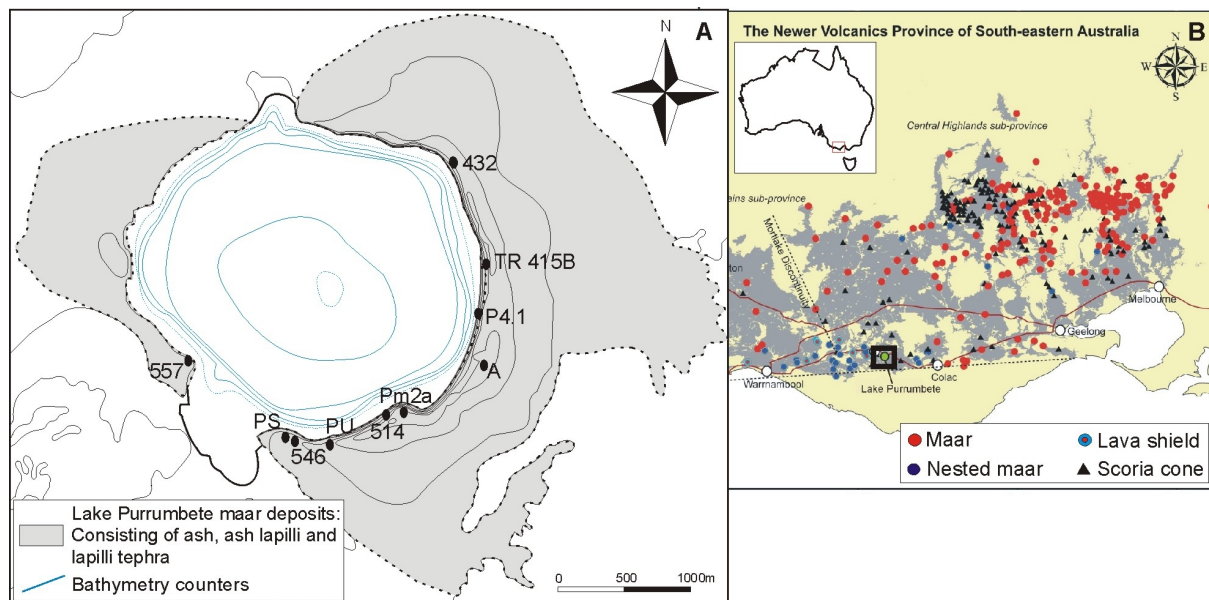 A
N
432
TR 415B
P4.1
A
557
Pm2a
PS
PU
514
546
Lake Purrumbete maar deposits:
Consisting of ash, ash lapilli and
lapilli tephra
Bathymetry counters
0 500 1000m
The Newer Volcanics Province of South-eastern Australia
B
N
W E
S
Central Highlands sub-province
ains sub-province
Mortlake Discontinuity
ton
Melbourne
Geelong
Warrnambool
Lake Purrumbete
Colac
Maar
Lava shield
Nested maar
Scoria cone